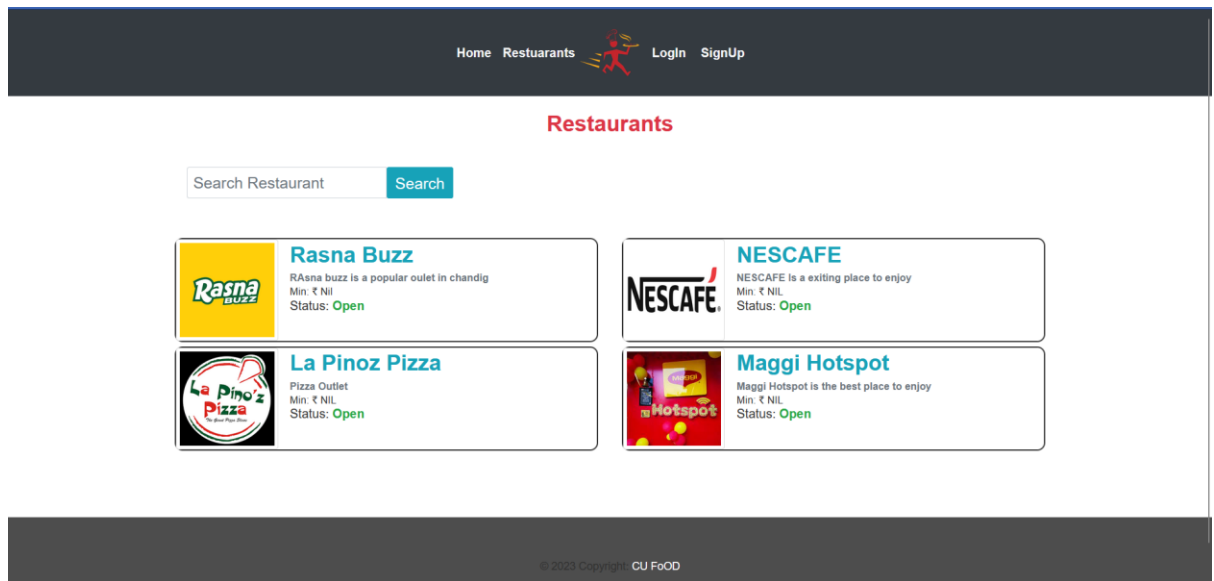 Home Restuarants LogIn SignUp
Restaurants
Search Restaurant Search
Rasna
BUZZ
Rasna Buzz
RAsna buzz is a popular oulet in chandig
Min: ₹ Nil
Status: Open
NESCAFÉ.
NESCAFE
NESCAFE Is a exiting place to enjoy
Min: ₹ NIL
Status: Open
La Pino'z
Pizza
La Pinoz Pizza
Pizza Outlet
Min: ₹ NIL
Status: Open
MAGGI
Hotspot
Maggi Hotspot
Maggi Hotspot is the best place to enjoy
Min: ₹ NIL
Status: Open
© 2023 Copyright: CU FoOD